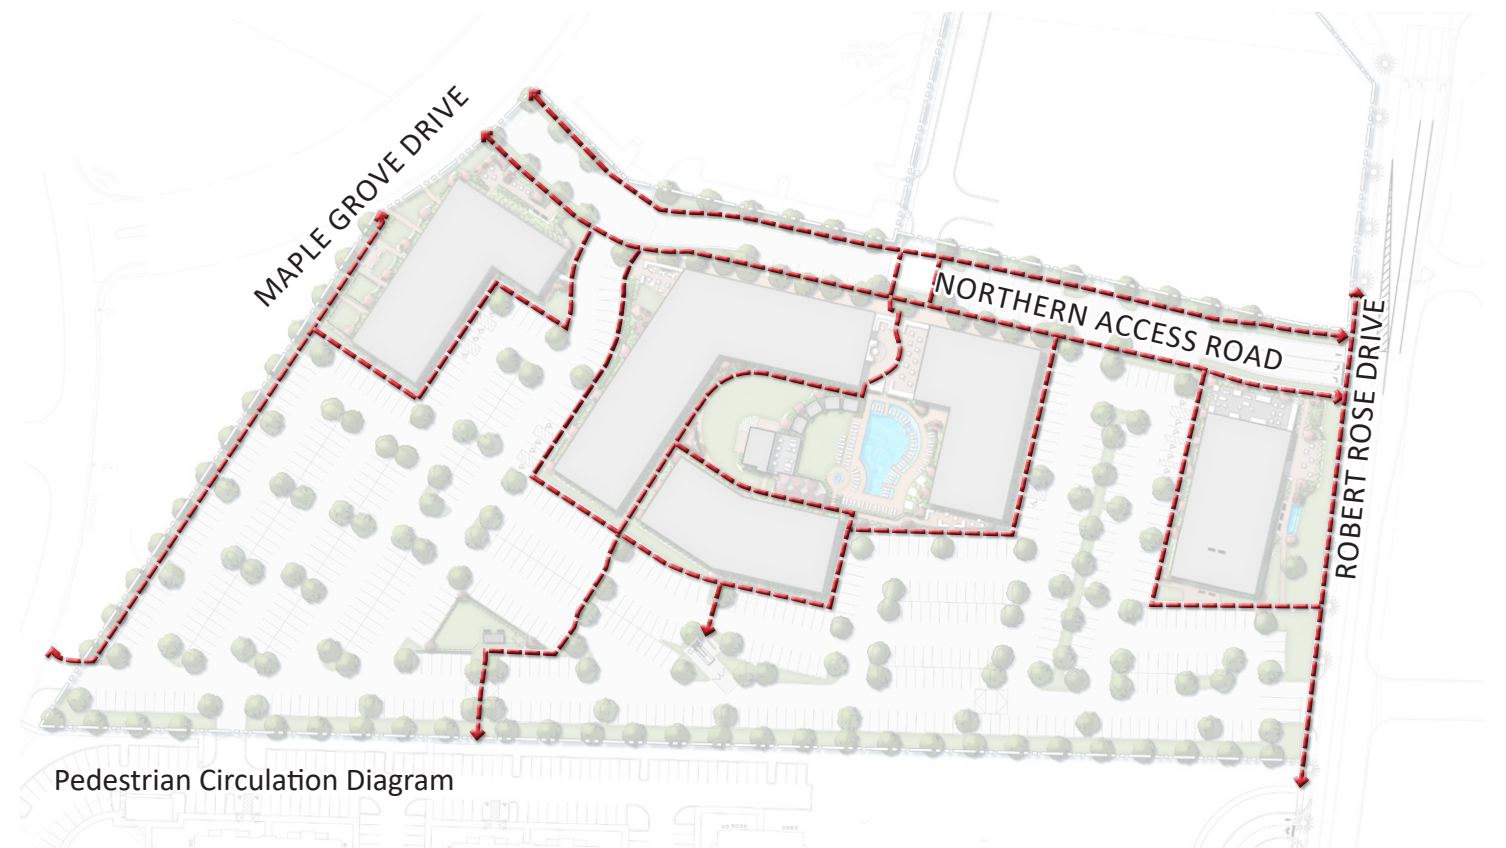 MAPLE GROVE DRIVE
NORTHERN ACCESS ROAD
ROBERT ROSE DRIVE
Pedestrian Circulation Diagram